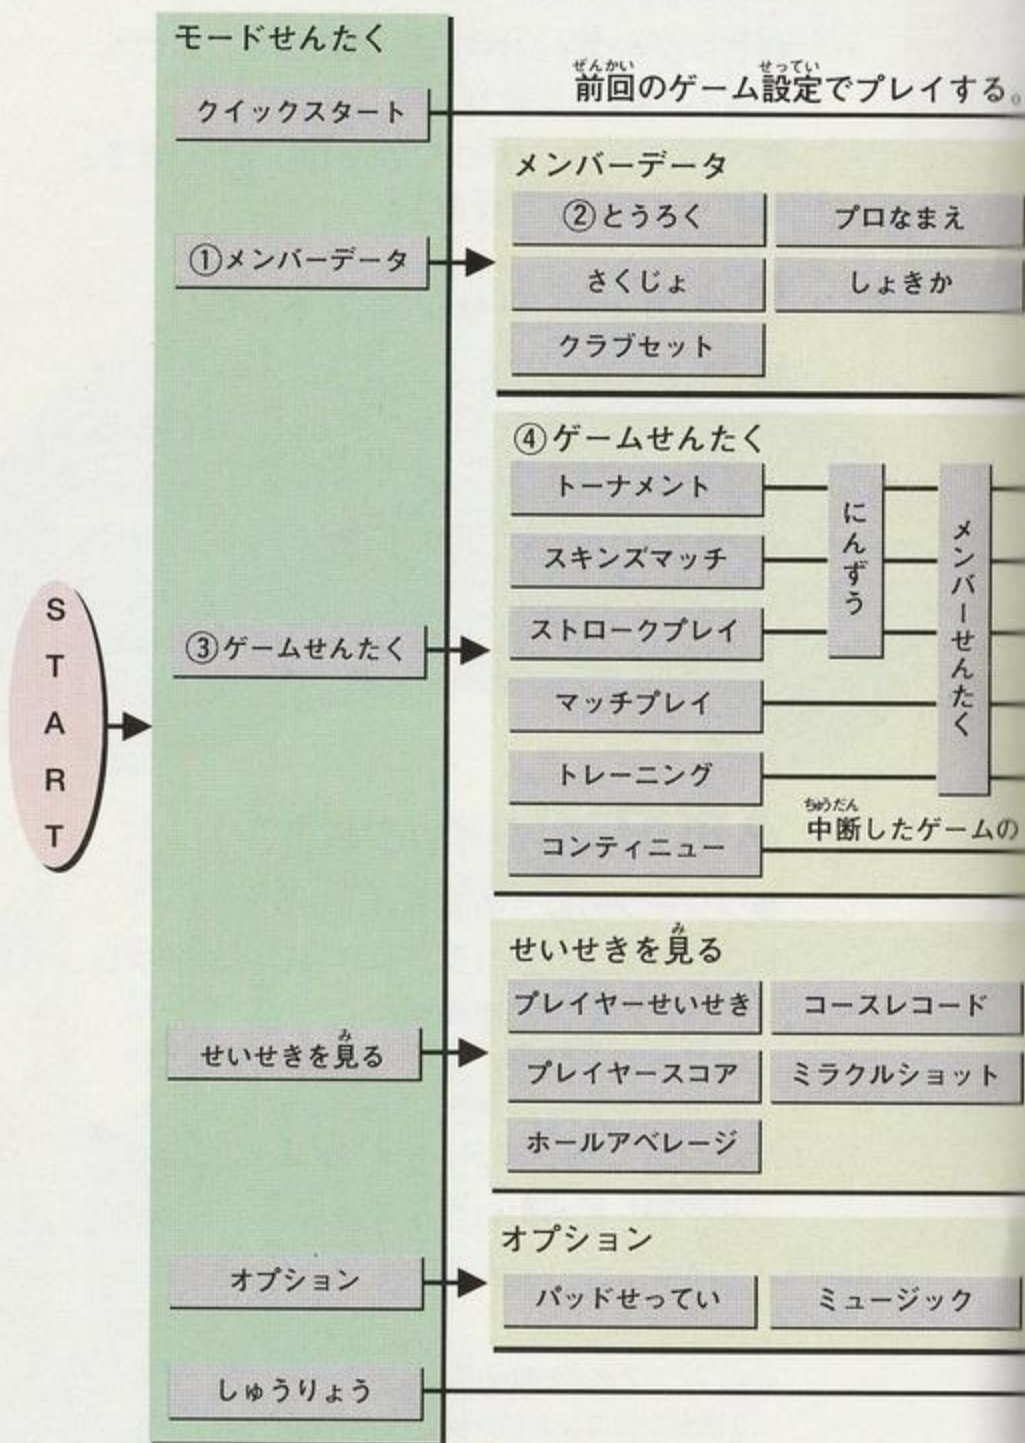 START
モードせんたく
クイックスタート
前回のゲーム設定でプレイする。
ぜんかい
せってい
①メンバーデータ
メンバーデータ
②とうろく
プロなまえ
さくじょ
しょきか
クラブセット
③ゲームせんたく
④ゲームせんたく
トーナメント
スキンズマッチ
ストロークプレイ
マッチプレイ
トレーニング
コンティニュー
にんずう
メンバーせんたく
ちゅうだん
中断したゲームの
せいせきを見る
み
せいせきを見る
み
プレイヤーせいせき
コースレコード
プレイヤースコア
ミラクルショット
ホールアベレージ
オプション
オプション
パッドせってい
ミュージック
しゅうりょう